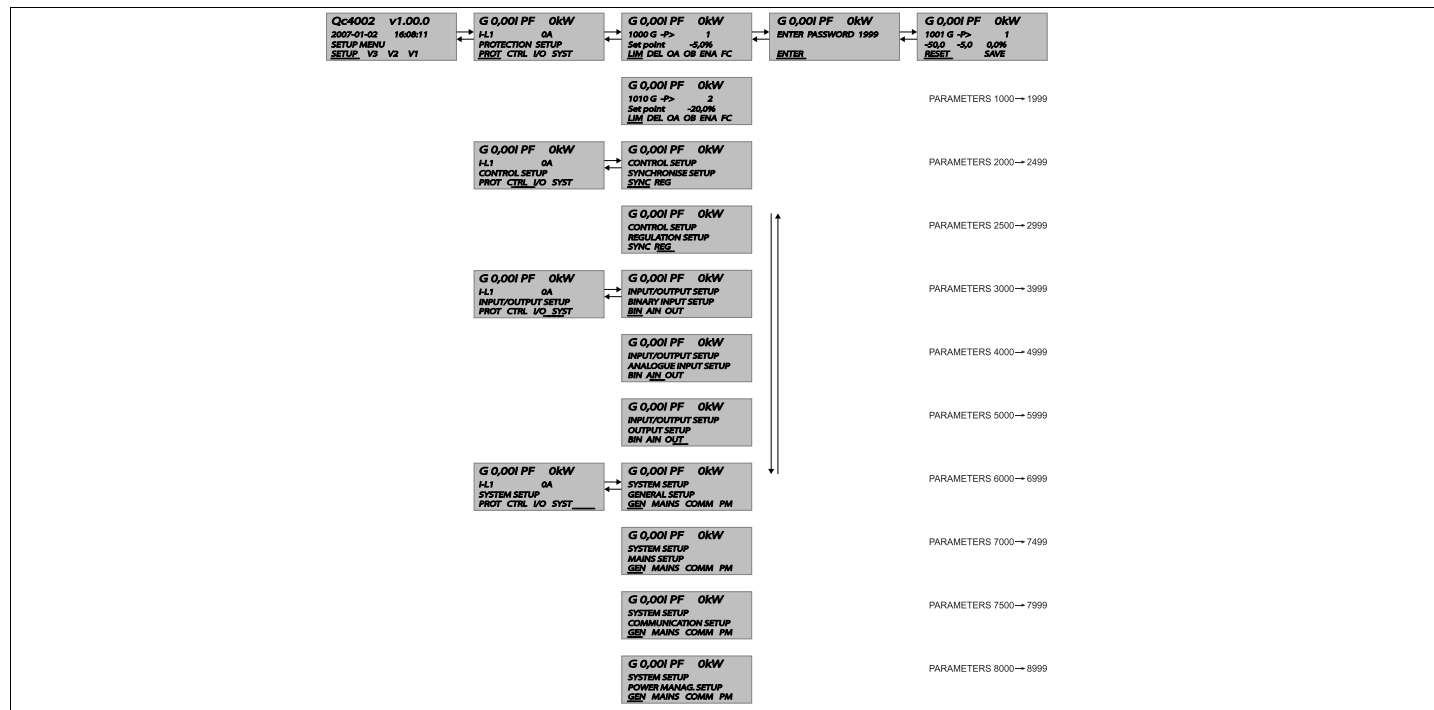 Qc4002 v1.00.0
2007-01-02 16:08:11
SETUP MENU
SETUP V3 V2 V1
G 0,00I PF 0kW
I-L1 0A
PROTECTION SETUP
PROT CTRL I/O SYST
G 0,00I PF 0kW
1000 G -P> 1
Set point -5,0%
LIM DEL OA OB ENA FC
G 0,00I PF 0kW
ENTER PASSWORD 1999
ENTER
G 0,00I PF 0kW
1001 G -P> 1
-50,0 -5,0 0,0%
RESET SAVE
G 0,00I PF 0kW
1010 G -P> 2
Set point -20,0%
LIM DEL OA OB ENA FC
PARAMETERS 1000→1999
G 0,00I PF 0kW
I-L1 0A
CONTROL SETUP
PROT CTRL I/O SYST
G 0,00I PF 0kW
CONTROL SETUP
SYNCHRONISE SETUP
SYNC REG
PARAMETERS 2000→2499
G 0,00I PF 0kW
CONTROL SETUP
REGULATION SETUP
SYNC REG
PARAMETERS 2500→2999
G 0,00I PF 0kW
I-L1 0A
INPUT/OUTPUT SETUP
PROT CTRL I/O SYST
G 0,00I PF 0kW
INPUT/OUTPUT SETUP
BINARY INPUT SETUP
BIN AIN OUT
PARAMETERS 3000→3999
G 0,00I PF 0kW
INPUT/OUTPUT SETUP
ANALOGUE INPUT SETUP
BIN AIN OUT
PARAMETERS 4000→4999
G 0,00I PF 0kW
INPUT/OUTPUT SETUP
OUTPUT SETUP
BIN AIN OUT
PARAMETERS 5000→5999
G 0,00I PF 0kW
I-L1 0A
SYSTEM SETUP
PROT CTRL I/O SYST
G 0,00I PF 0kW
SYSTEM SETUP
GENERAL SETUP
GEN MAINS COMM PM
PARAMETERS 6000→6999
G 0,00I PF 0kW
SYSTEM SETUP
MAINS SETUP
GEN MAINS COMM PM
PARAMETERS 7000→7499
G 0,00I PF 0kW
SYSTEM SETUP
COMMUNICATION SETUP
GEN MAINS COMM PM
PARAMETERS 7500→7999
G 0,00I PF 0kW
SYSTEM SETUP
POWER MANAG. SETUP
GEN MAINS COMM PM
PARAMETERS 8000→8999